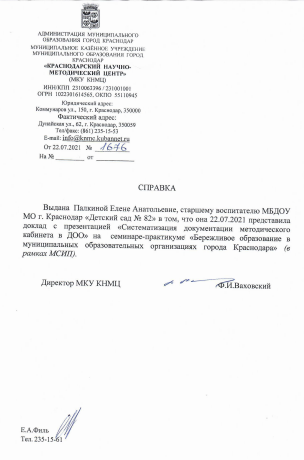 АДМИНИСТРАЦИЯ МУНИЦИПАЛЬНОГО
ОБРАЗОВАНИЯ ГОРОД КРАСНОДАР
МУНИЦИПАЛЬНОЕ КАЗЁННОЕ УЧРЕЖДЕНИЕ
МУНИЦИПАЛЬНОГО ОБРАЗОВАНИЯ ГОРОД
КРАСНОДАР
«КРАСНОДАРСКИЙ НАУЧНО-
МЕТОДИЧЕСКИЙ ЦЕНТР»
(МКУ КНМЦ)
ИНН/КПП 2310063396 / 231001001
ОГРН 1022301614565, ОКПО 55110945
Юридический адрес:
Коммунаров ул., 150, г. Краснодар, 350000
Фактический адрес:
Дунайская ул., 62, г. Краснодар, 350059
Тел/факс: (861) 235-15-53
E-mail: info@knmc.kubannet.ru
От 22.07.2021 № 1676
На № от
СПРАВКА
Выдана Палкиной Елене Анатольевне, старшему воспитателю МБДОУ
МО г. Краснодар «Детский сад № 82» в том, что она 22.07.2021 представила
доклад с презентацией «Систематизация документации методического
кабинета в ДОО» на семинаре-практикуме «Бережливое образование в
муниципальных образовательных организациях города Краснодара» (в
рамках МСИП).
Директор МКУ КНМЦ Ф.И.Ваховский
Е.А.Филь
Тел. 235-15-61